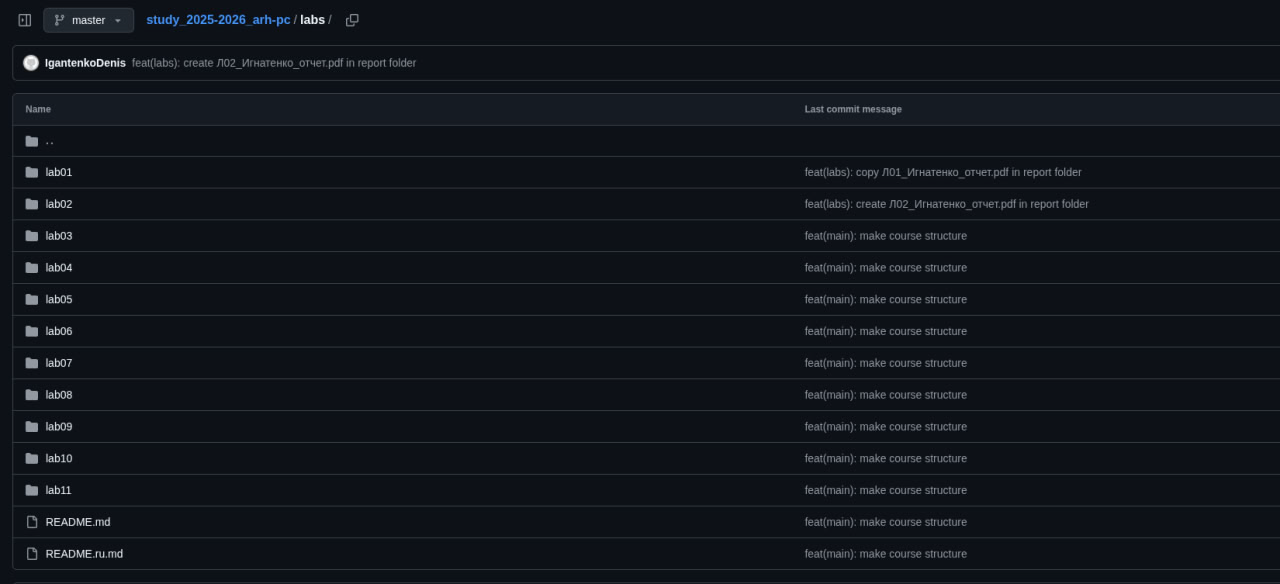 master study_2025-2026_arh-pc / labs /
IgantenkoDenis feat(labs): create Л02_Игнатенко_отчет.pdf in report folder
Name Last commit message
..
lab01 feat(labs): copy Л01_Игнатенко_отчет.pdf in report folder
lab02 feat(labs): create Л02_Игнатенко_отчет.pdf in report folder
lab03 feat(main): make course structure
lab04 feat(main): make course structure
lab05 feat(main): make course structure
lab06 feat(main): make course structure
lab07 feat(main): make course structure
lab08 feat(main): make course structure
lab09 feat(main): make course structure
lab10 feat(main): make course structure
lab11 feat(main): make course structure
README.md feat(main): make course structure
README.ru.md feat(main): make course structure